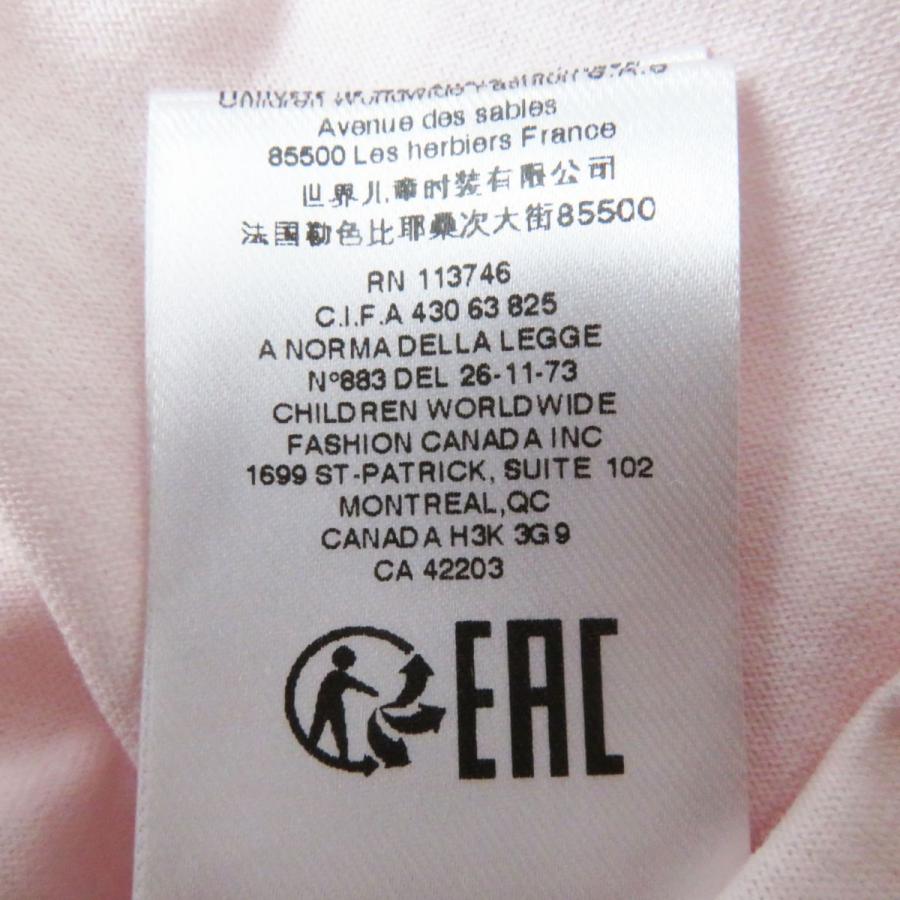 Avenue des sables
85500 Les herbiers France
世界儿童时装有限公司
法国勒色比耶桑次大街85500
RN 113746
C.I.F.A 430 63 825
A NORMA DELLA LEGGE
Nº883 DEL 26-11-73
CHILDREN WORLDWIDE
FASHION CANADA INC
1699 ST-PATRICK, SUITE 102
MONTREAL,QC
CANADA H3K 3G9
CA 42203
EAC